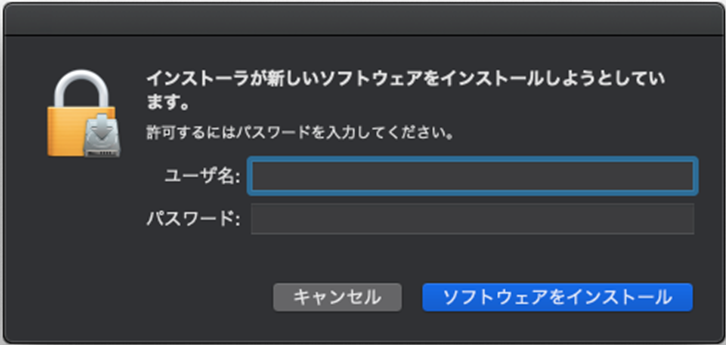 インストーラが新しいソフトウェアをインストールしようとしてい
ます。
許可するにはパスワードを入力してください。
ユーザ名:
パスワード:
キャンセル
ソフトウェアをインストール